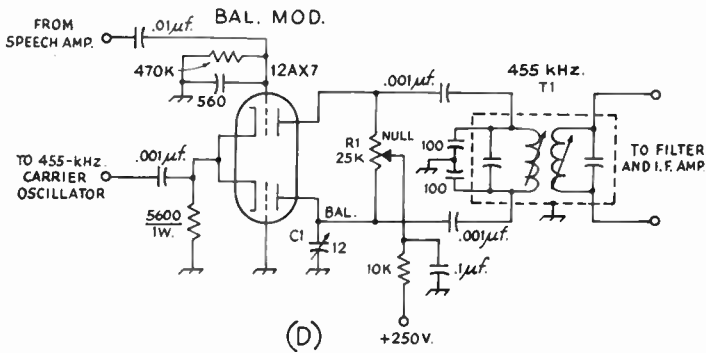 BAL. MOD.
FROM
SPEECH AMP.
.01µf.
470K
560
12AX7
TO 455-kHz.
CARRIER
OSCILLATOR
.001µf.
5600
1W.
.001µf.
R1
25K
NULL
BAL.
C1
12
10K
.1µf.
+250V.
.001µf.
100
100
455 kHz.
T1
TO FILTER
AND I.F. AMP.
(D)